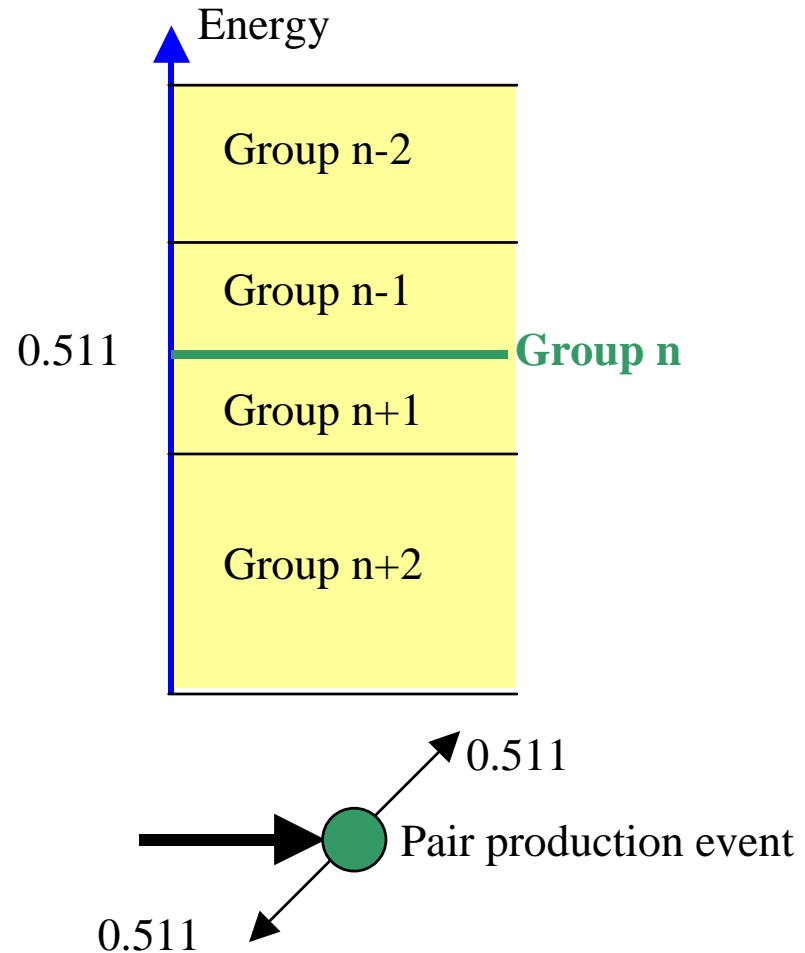 Energy
Group n-2
Group n-1
0.511
Group n
Group n+1
Group n+2
0.511
Pair production event
0.511